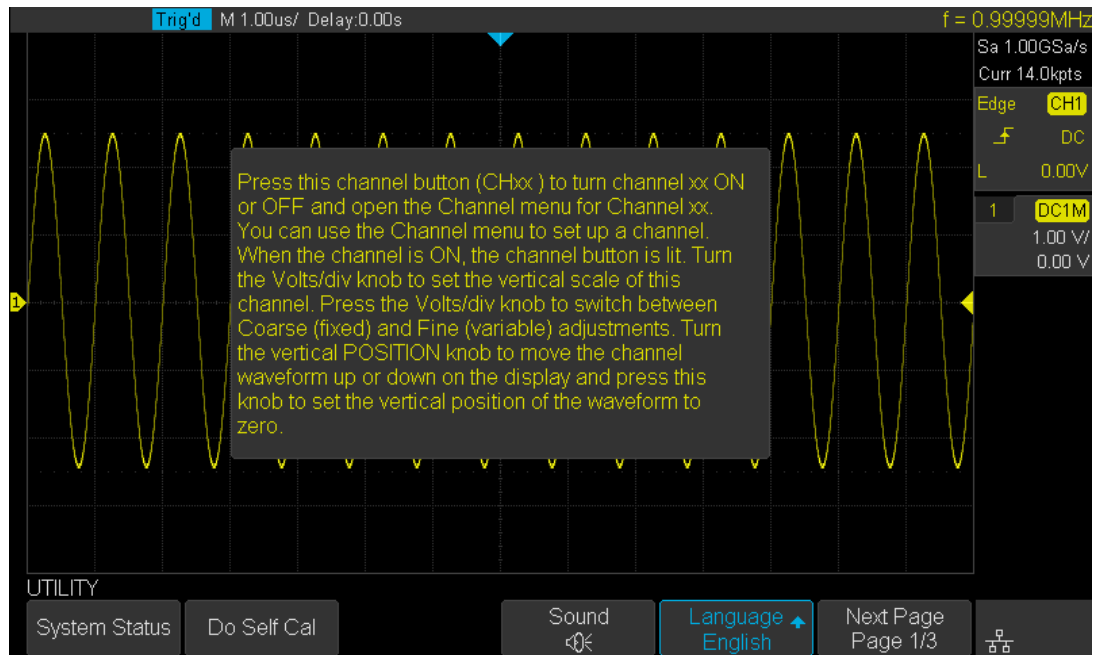 Trig'd M 1.00us/ Delay:0.00s f = 0.99999MHz
Sa 1.00GSa/s
Curr 14.0kpts
Edge CH1
DC
L 0.00V
1 DC1M
1.00 V/
0.00 V
1
Press this channel button (CHxx ) to turn channel xx ON
or OFF and open the Channel menu for Channel xx.
You can use the Channel menu to set up a channel.
When the channel is ON, the channel button is lit. Turn
the Volts/div knob to set the vertical scale of this
channel. Press the Volts/div knob to switch between
Coarse (fixed) and Fine (variable) adjustments. Turn
the vertical POSITION knob to move the channel
waveform up or down on the display and press this
knob to set the vertical position of the waveform to
zero.
UTILITY
System Status
Do Self Cal
Sound
Language
English
Next Page
Page 1/3